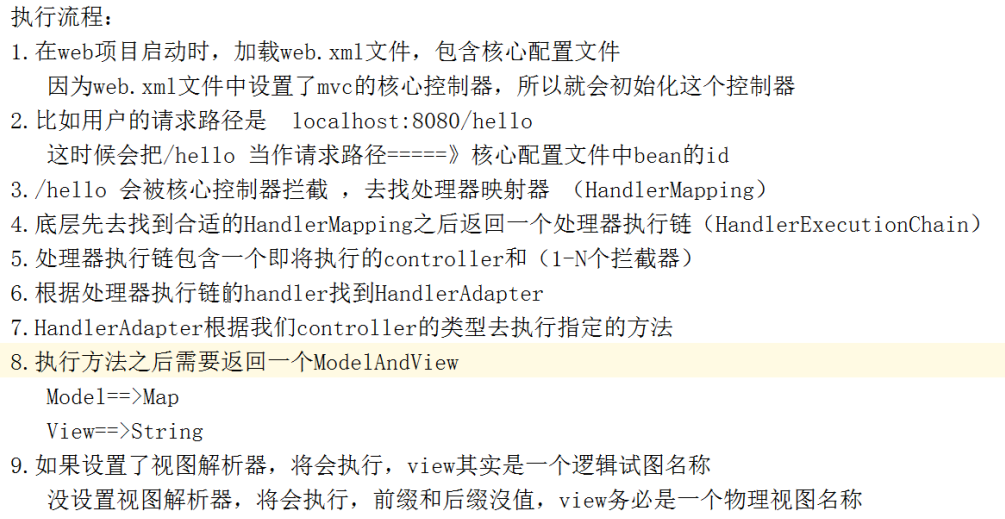 执行流程：
1.在web项目启动时，加载web.xml文件，包含核心配置文件
因为web.xml文件中设置了mvc的核心控制器，所以就会初始化这个控制器
2.比如用户的请求路径是 localhost:8080/hello
这时候会把/hello 当作请求路径=====》核心配置文件中bean的id
3./hello 会被核心控制器拦截 ，去找处理器映射器 （HandlerMapping）
4.底层先去找到合适的HandlerMapping之后返回一个处理器执行链（HandlerExecutionChain）
5.处理器执行链包含一个即将执行的controller和（1-N个拦截器）
6.根据处理器执行链的handler找到HandlerAdapter
7.HandlerAdapter根据我们controller的类型去执行指定的方法
8.执行方法之后需要返回一个ModelAndView
Model==>Map
View==>String
9.如果设置了视图解析器，将会执行，view其实是一个逻辑试图名称
没设置视图解析器，将会执行，前缀和后缀沒值，view务必是一个物理视图名称